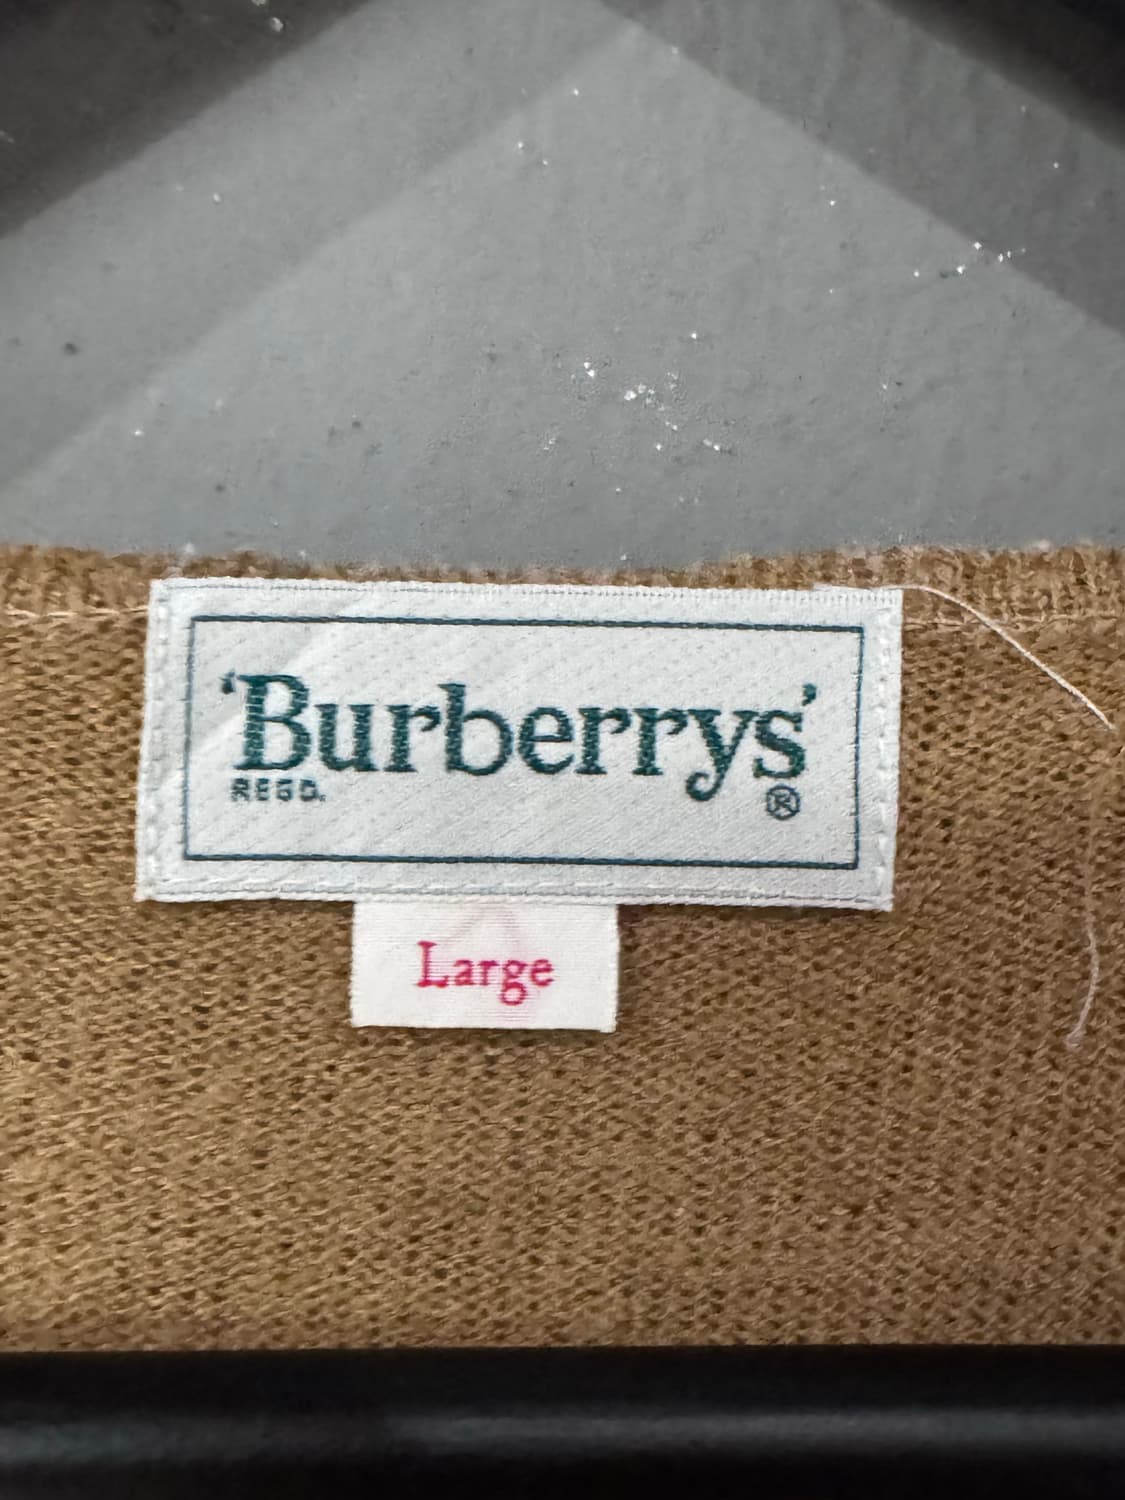 ‘Burberrys’
REGD.
®
Large